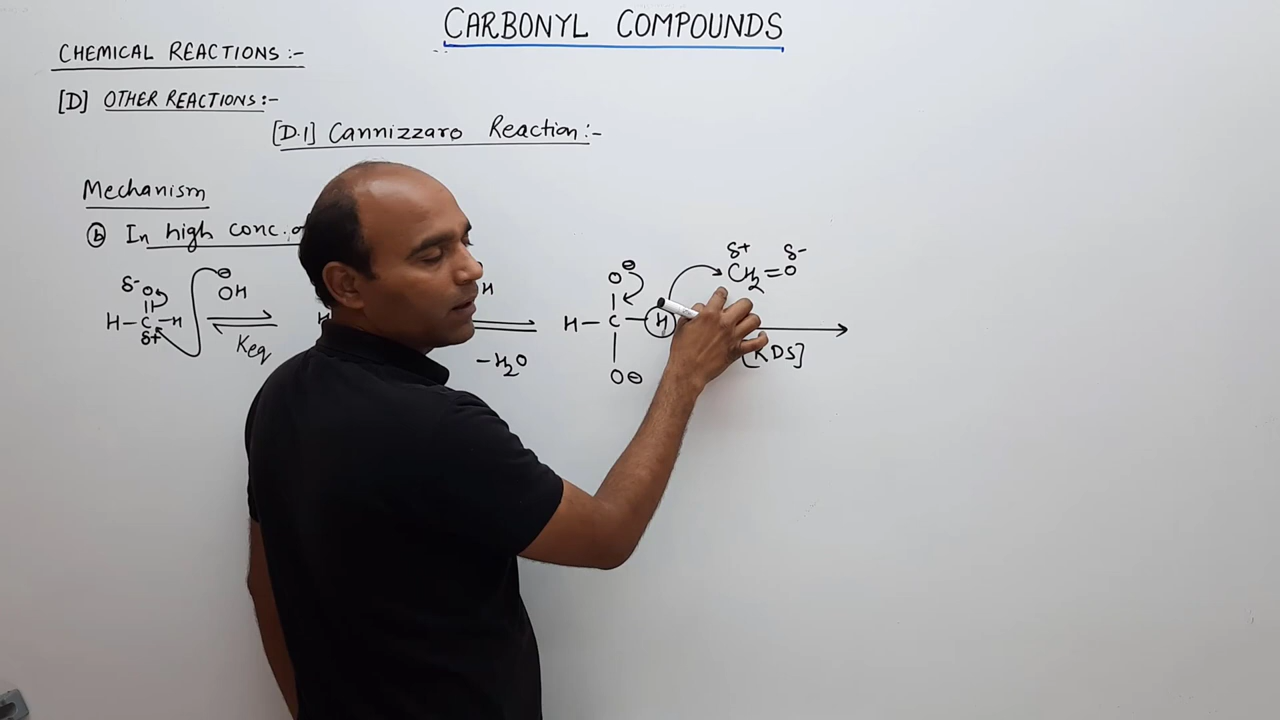 CARBONYL COMPOUNDS
CHEMICAL REACTIONS :-
[D] OTHER REACTIONS :-
[D.1] Cannizzaro Reaction :-
Mechanism
ⓑ In high conc.
δ- O ⊖ OH
H-C-H
δ+
Keq
H
H
-H2O
O⊖
H-C-H
O⊖
δ+ δ-
CH2=O
[RDS]